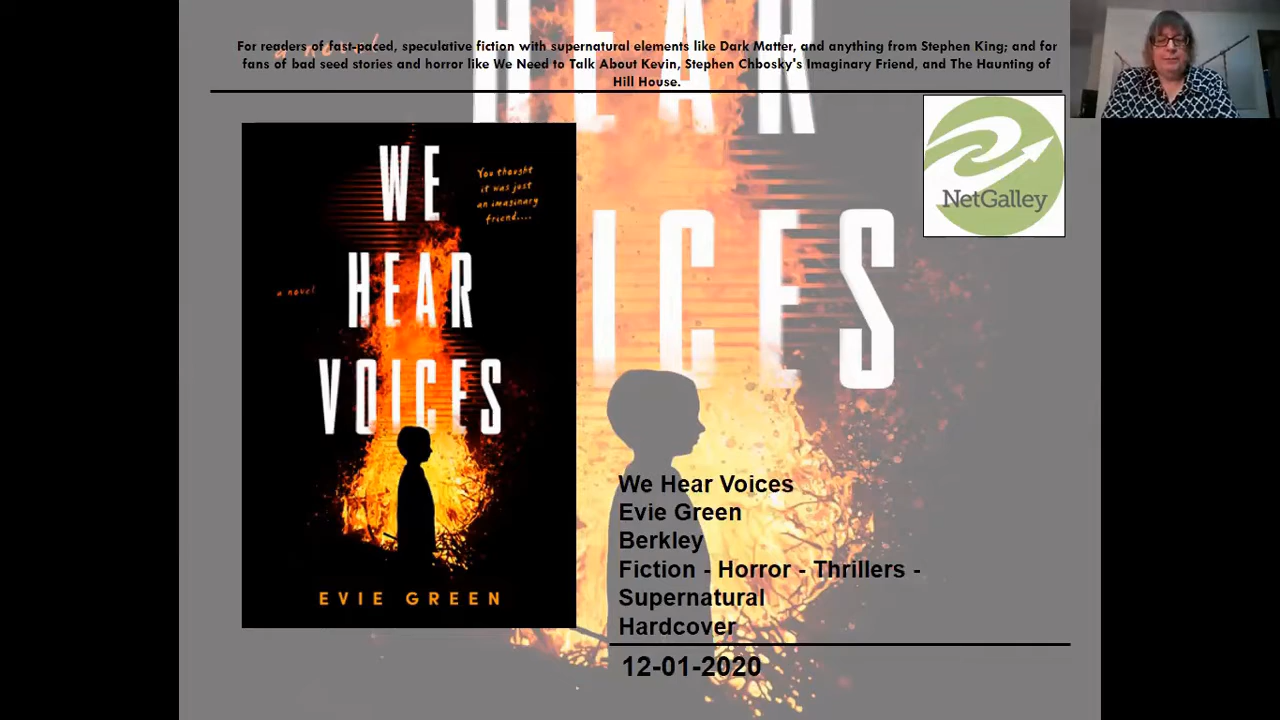 For readers of fast-paced, speculative fiction with supernatural elements like Dark Matter, and anything from Stephen King; and for
fans of bad seed stories and horror like We Need to Talk About Kevin, Stephen Chbosky's Imaginary Friend, and The Haunting of
Hill House.
HEAR
ICES
a novel
NetGalley
WE
You thought
it was just
an imaginary
friend....
a novel
HEAR
VOICES
EVIE GREEN
We Hear Voices
Evie Green
Berkley
Fiction - Horror - Thrillers -
Supernatural
Hardcover
12-01-2020